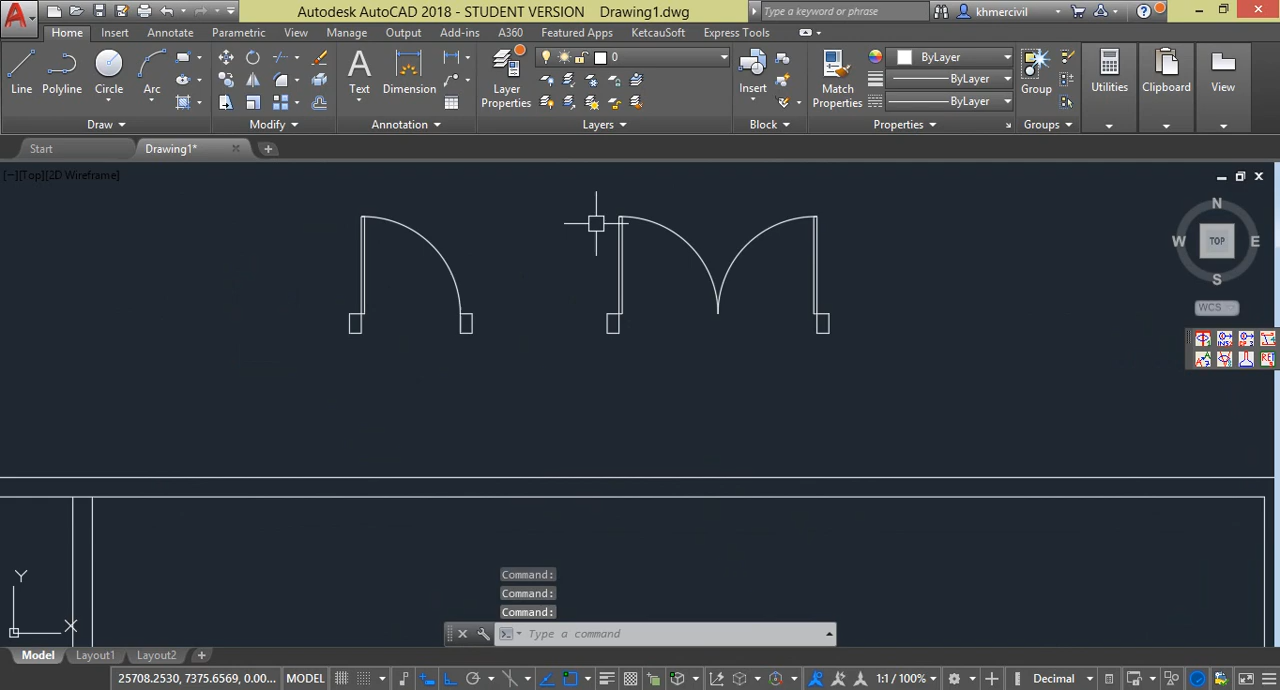 Autodesk AutoCAD 2018 - STUDENT VERSION Drawing1.dwg
Type a keyword or phrase
khmercivil
Home Insert Annotate Parametric View Manage Output Add-ins A360 Featured Apps KetcauSoft Express Tools
0
ByLayer
ByLayer
ByLayer
Line Polyline Circle Arc
Text Dimension
Layer Properties
Insert
Match Properties
Group
Utilities
Clipboard
View
Draw Modify Annotation Layers Block Properties Groups
Start Drawing1*
[−][Top][2D Wireframe]
N
W TOP E
S
WCS
Command:
Command:
Command:
Type a command
Y
X
Model Layout1 Layout2
25708.2530, 7375.6569, 0.00... MODEL 1:1 / 100% Decimal